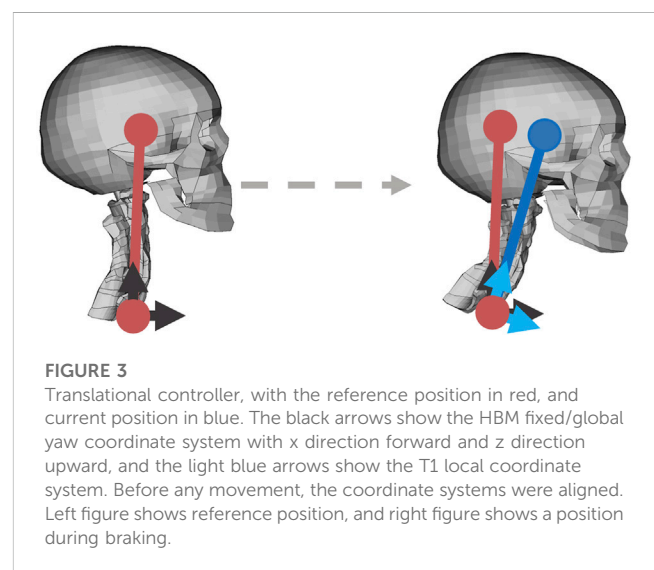 FIGURE 3
Translational controller, with the reference position in red, and
current position in blue. The black arrows show the HBM fixed/global
yaw coordinate system with x direction forward and z direction
upward, and the light blue arrows show the T1 local coordinate
system. Before any movement, the coordinate systems were aligned.
Left figure shows reference position, and right figure shows a position
during braking.